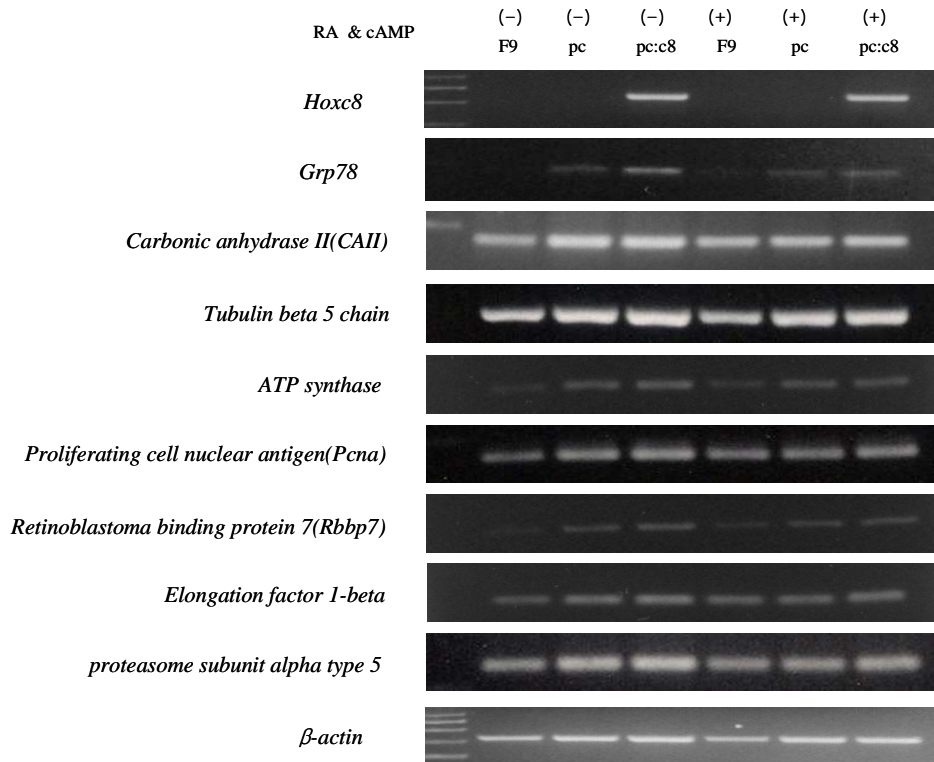 (−) (−) (−) (+) (+) (+)
RA & cAMP F9 pc pc:c8 F9 pc pc:c8
Hoxc8
Grp78
Carbonic anhydrase II(CAII)
Tubulin beta 5 chain
ATP synthase
Proliferating cell nuclear antigen(Pcna)
Retinoblastoma binding protein 7(Rbbp7)
Elongation factor 1-beta
proteasome subunit alpha type 5
β-actin